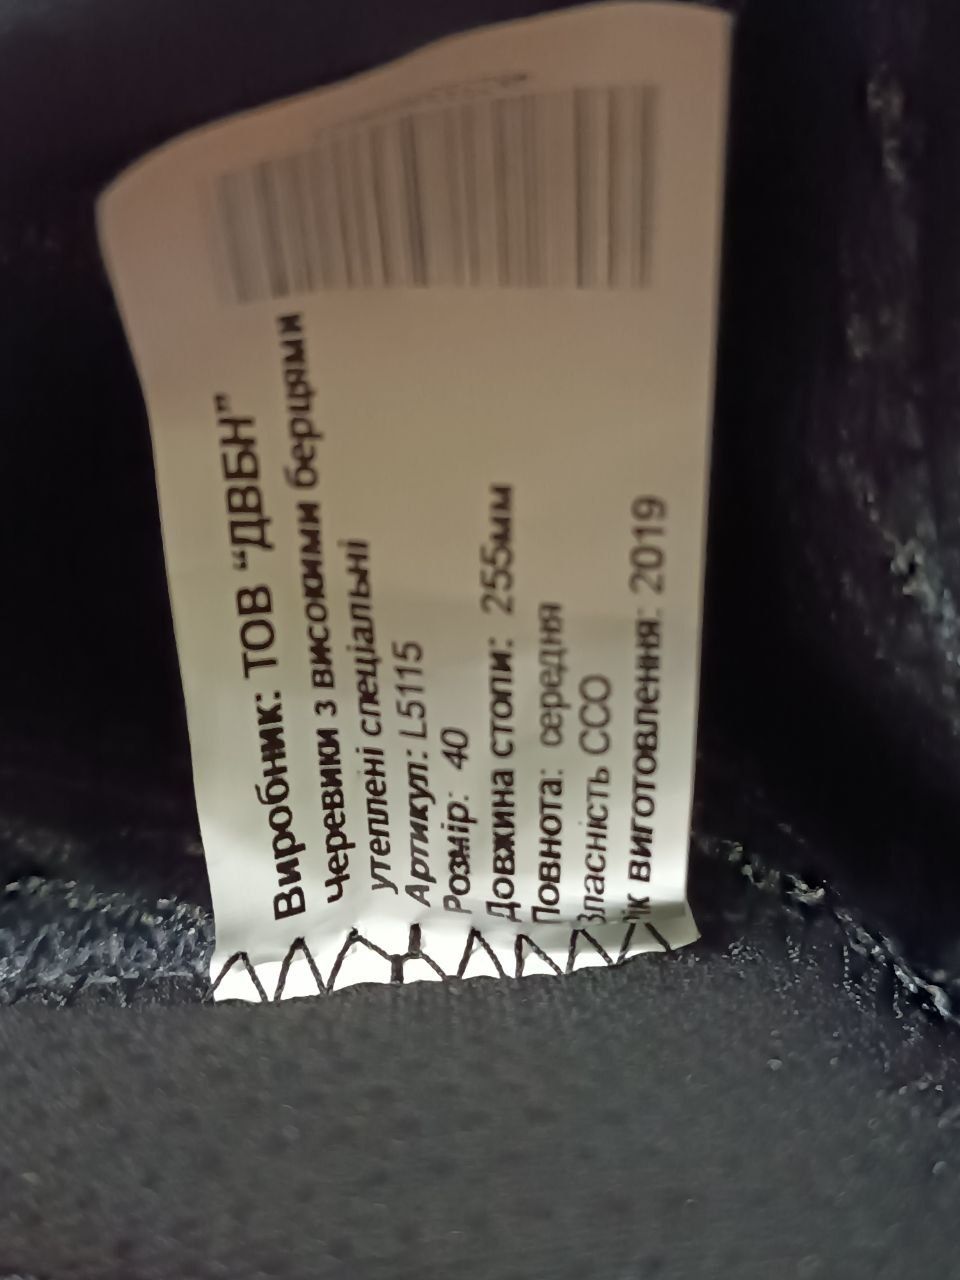 Виробник: ТОВ "ДВБН"
Черевики з високими берцями
утеплені спеціальні
Артикул: L5115
Розмір: 40
Довжина стопи: 255мм
Повнота: середня
Власність ССО
ік виготовлення: 2019